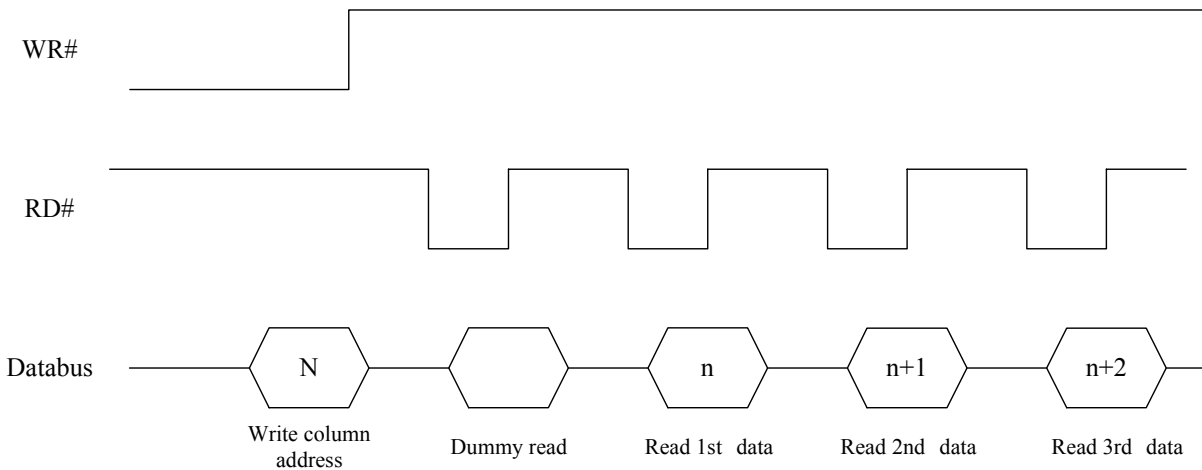 WR#
RD#
Databus
N
n
n+1
n+2
Write column
address
Dummy read
Read 1st data
Read 2nd data
Read 3rd data